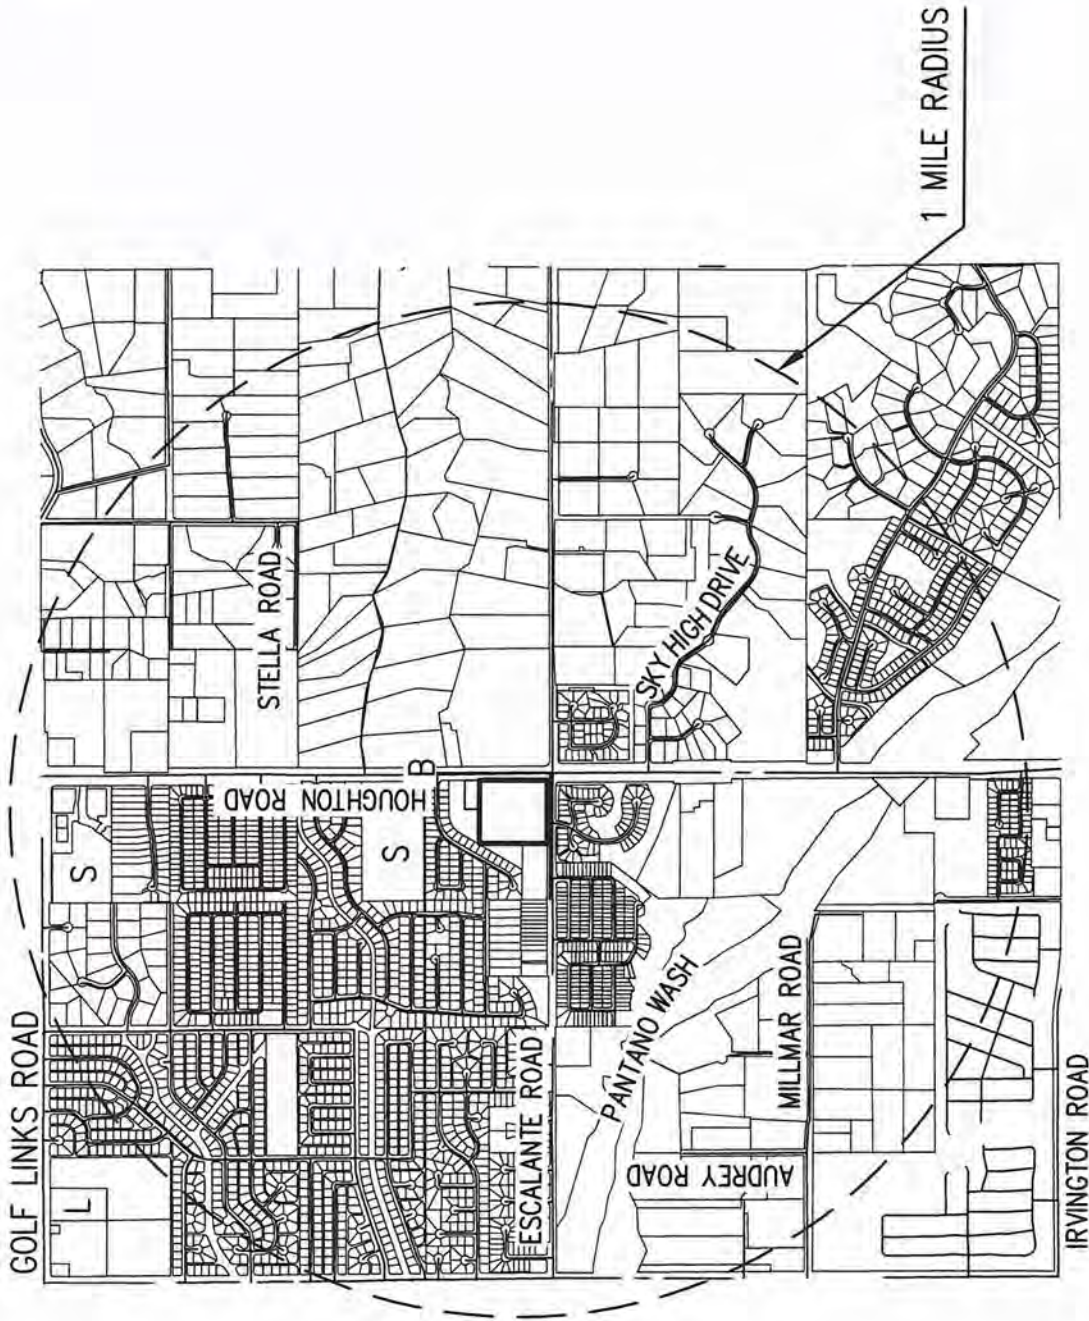 GOLF LINKS ROAD
L
S
S
STELLA ROAD
HOUGHTON ROAD
B
ESCALANTE ROAD
SKY HIGH DRIVE
PANTANO WASH
AUDREY ROAD
MILLMAR ROAD
IRVINGTON ROAD
1 MILE RADIUS